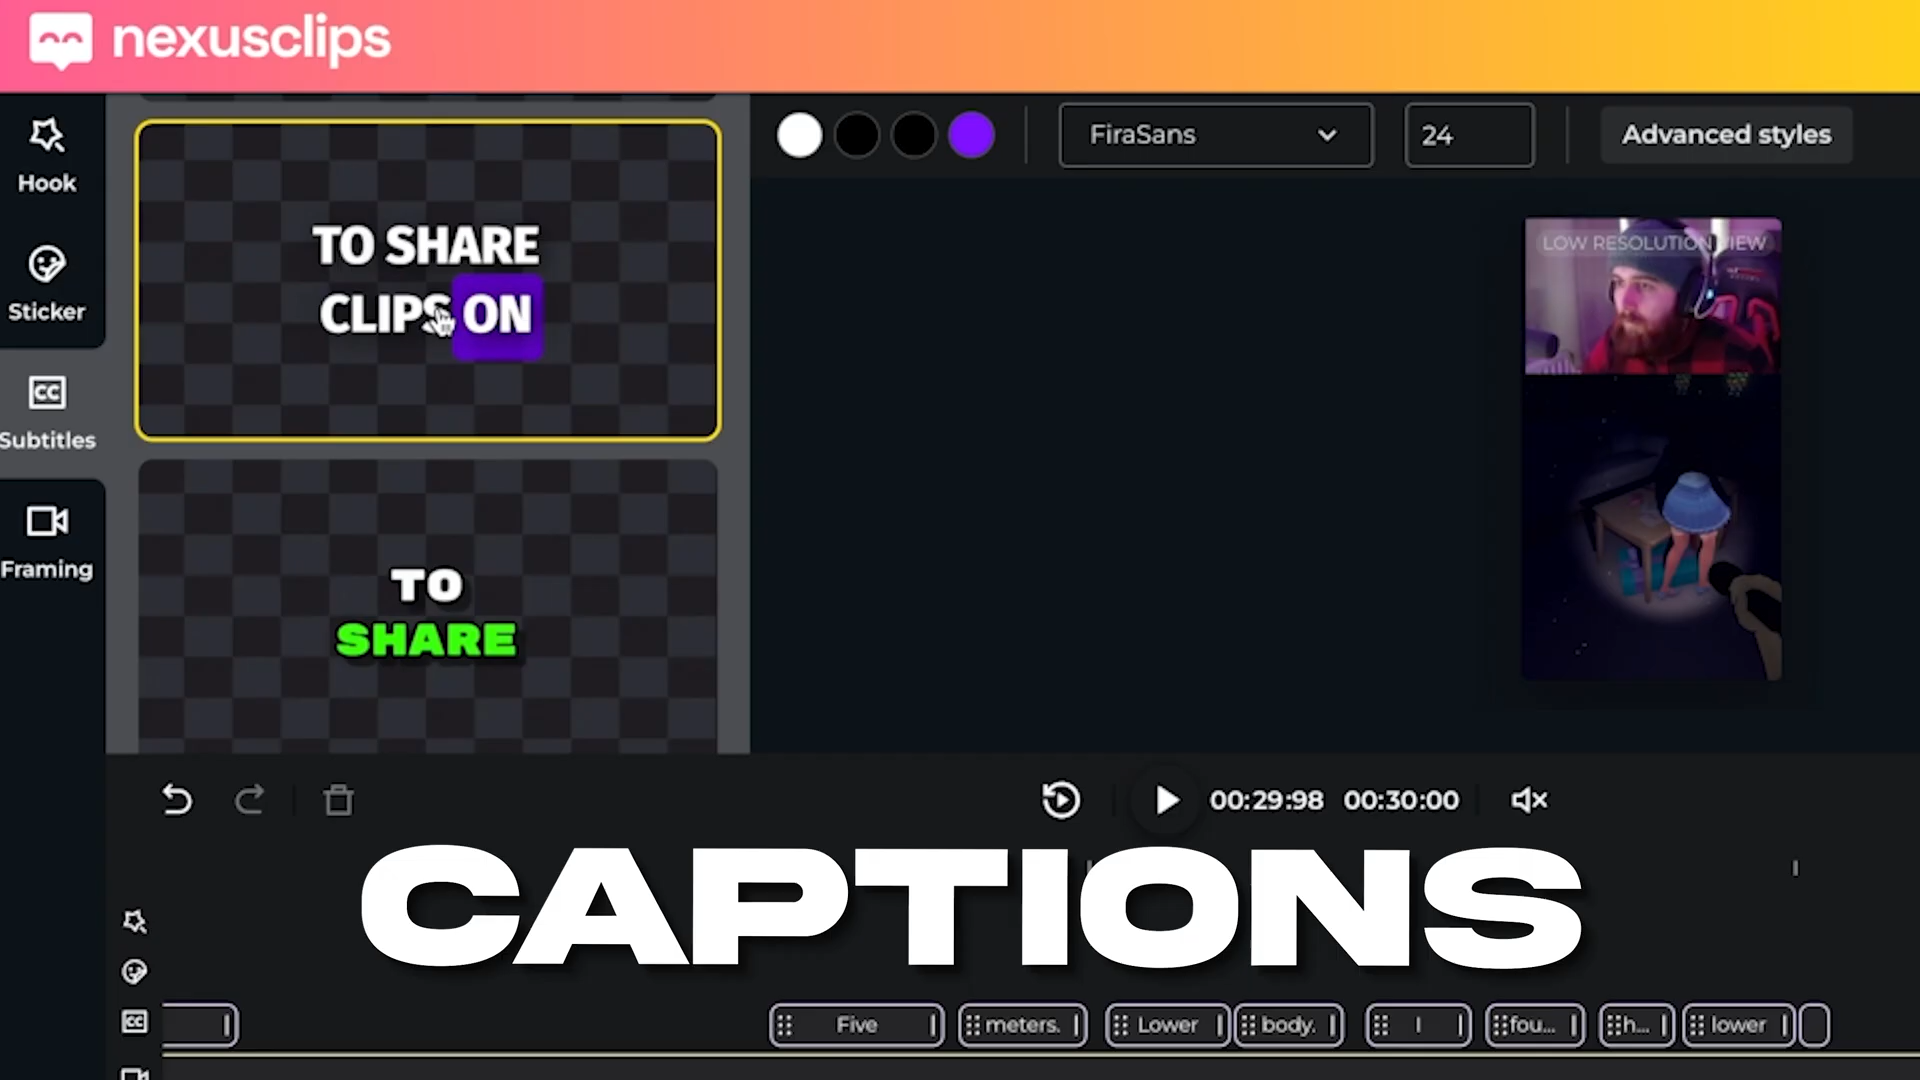 nexusclips
Hook
Sticker
Subtitles
Framing
TO SHARE
CLIPS ON
TO
SHARE
FiraSans
24
Advanced styles
LOW RESOLUTION VIEW
00:29:98 00:30:00
CAPTIONS
Five meters. Lower body. I fou... h... lower